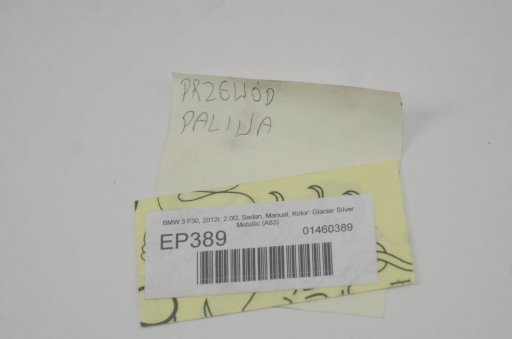 PRZEWÓD
PALIWA
BMW 3 F30, 2012r, 2.0D, Sedan, Manual, Kolor: Glacier Silver
Metallic (A83)
EP389
01460389